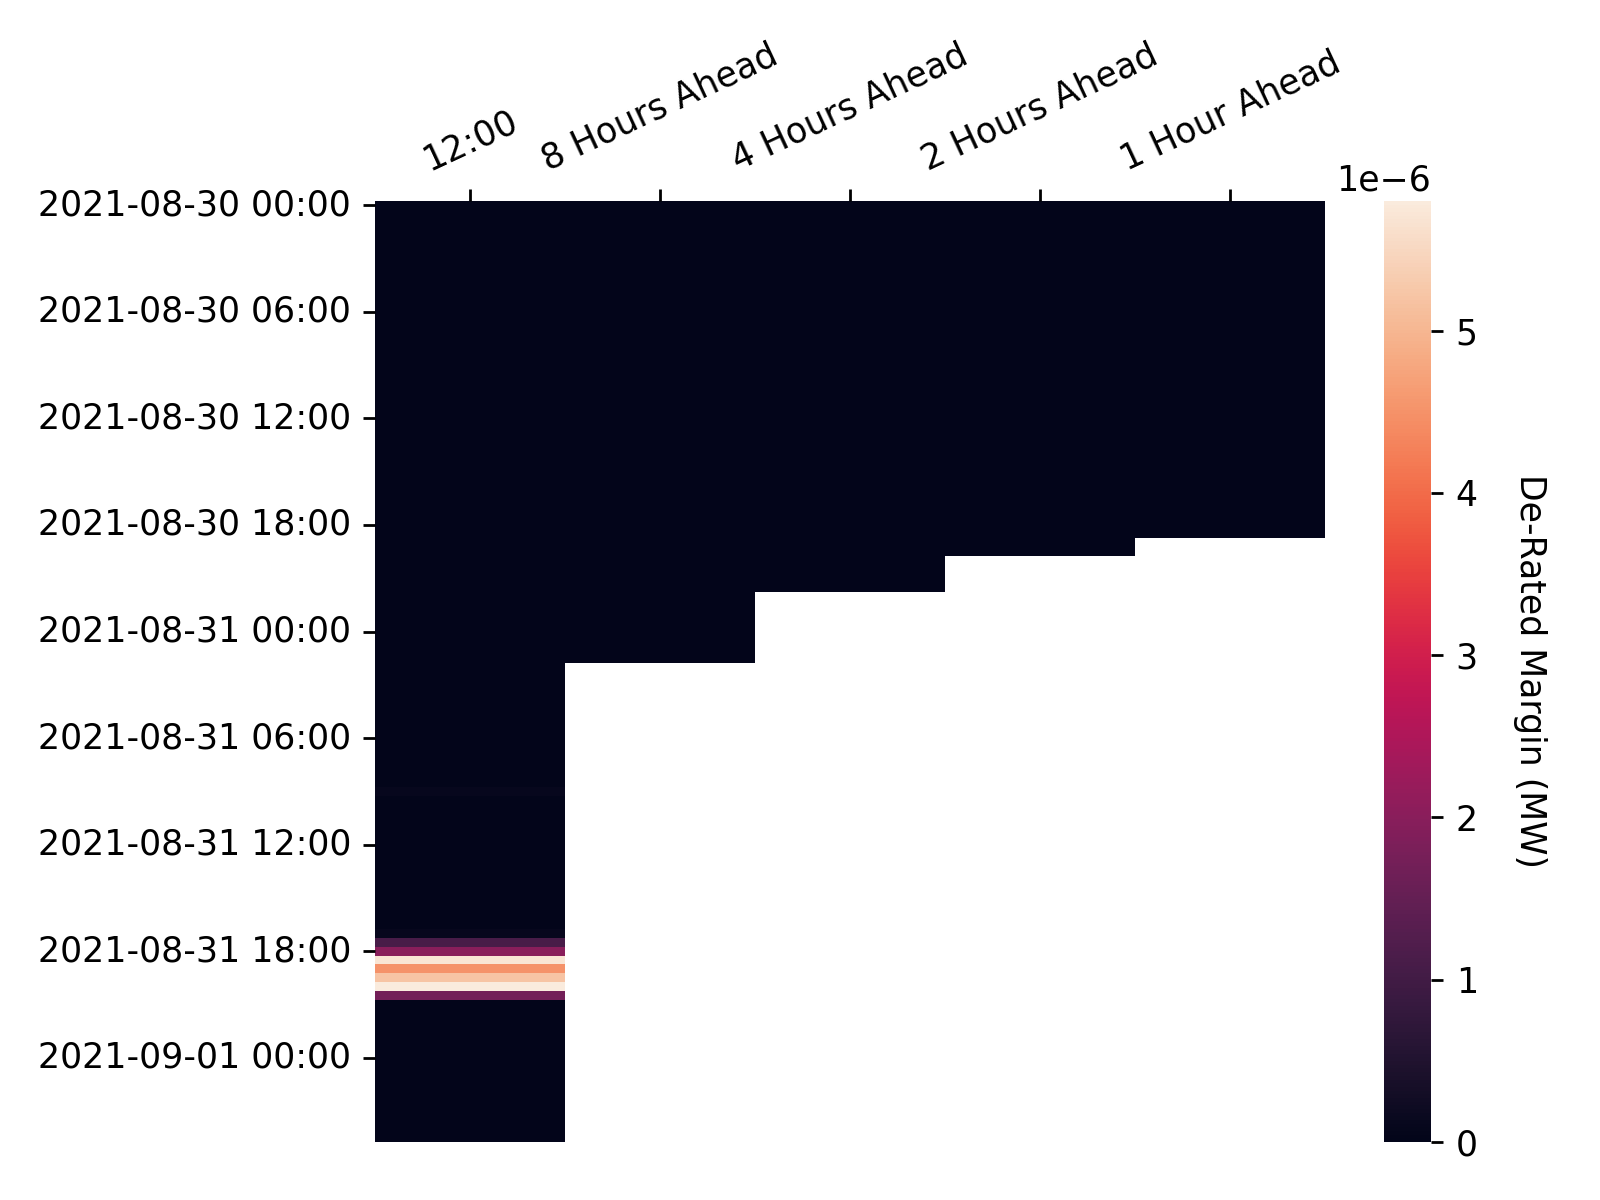 12:00
8 Hours Ahead
4 Hours Ahead
2 Hours Ahead
1 Hour Ahead
1e−6
2021-08-30 00:00
2021-08-30 06:00
2021-08-30 12:00
2021-08-30 18:00
2021-08-31 00:00
2021-08-31 06:00
2021-08-31 12:00
2021-08-31 18:00
2021-09-01 00:00
5
4
3
2
1
0
De-Rated Margin (MW)